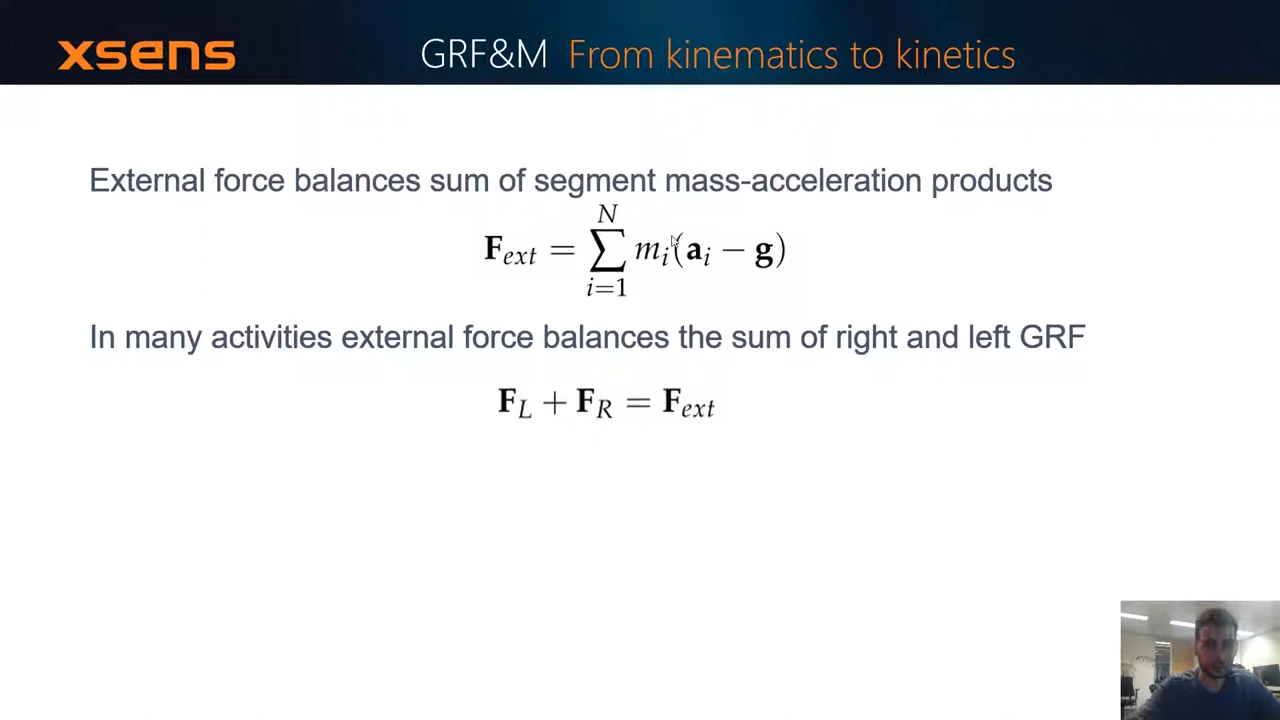 xsens GRF&M From kinematics to kinetics
External force balances sum of segment mass-acceleration products
F_ext = ∑_{i=1}^{N} m_i(a_i − g)
In many activities external force balances the sum of right and left GRF
F_L + F_R = F_ext